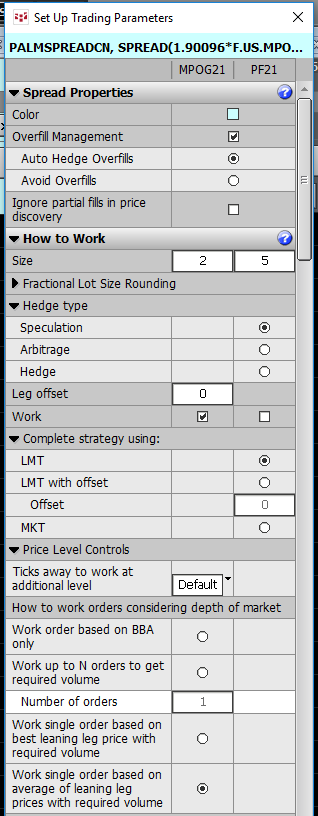 Set Up Trading Parameters
PALMSPREADCN, SPREAD(1.90096*F.US.MPO...
MPOG21 PF21
Spread Properties
Color
Overfill Management
Auto Hedge Overfills
Avoid Overfills
Ignore partial fills in price
discovery
How to Work
Size 2 5
Fractional Lot Size Rounding
Hedge type
Speculation
Arbitrage
Hedge
Leg offset 0
Work
Complete strategy using:
LMT
LMT with offset
Offset 0
MKT
Price Level Controls
Ticks away to work at
additional level Default
How to work orders considering depth of market
Work order based on BBA
only
Work up to N orders to get
required volume
Number of orders 1
Work single order based on
best leaning leg price with
required volume
Work single order based on
average of leaning leg
prices with required volume